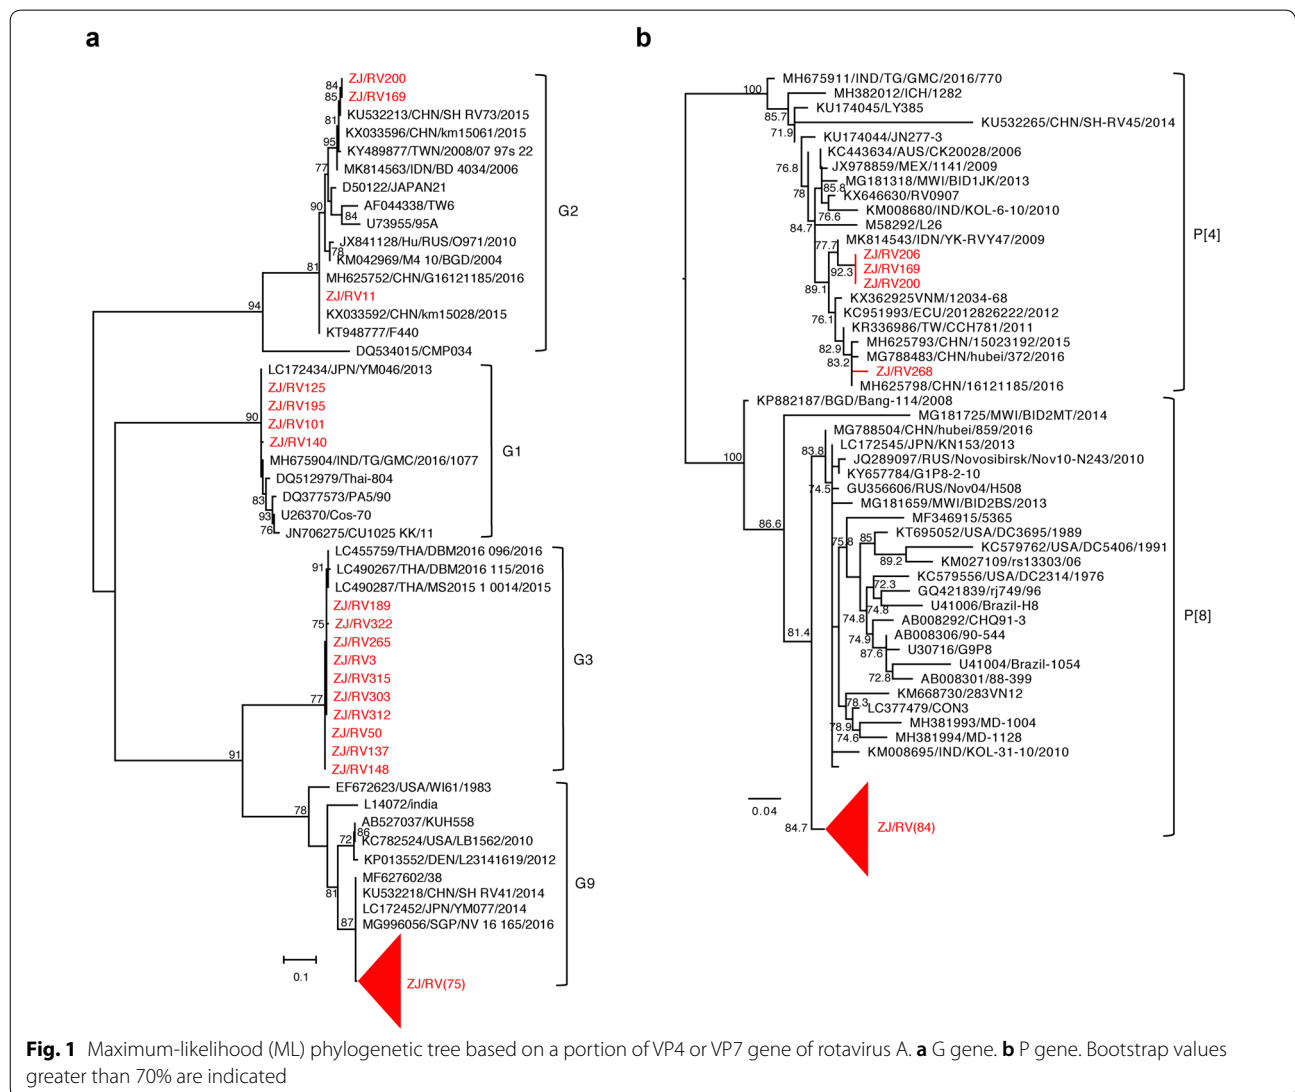 a
84
ZJ/RV200
85
ZJ/RV169
KU532213/CHN/SH RV73/2015
81
KX033596/CHN/km15061/2015
95
KY489877/TWN/2008/07 97s 22
77
MK814563/IDN/BD 4034/2006
D50122/JAPAN21
90
AF044338/TW6
84
U73955/95A
G2
JX841128/Hu/RUS/O971/2010
78
KM042969/M4 10/BGD/2004
81
MH625752/CHN/G16121185/2016
ZJ/RV11
94
KX033592/CHN/km15028/2015
KT948777/F440
DQ534015/CMP034
LC172434/JPN/YM046/2013
ZJ/RV125
ZJ/RV195
90
ZJ/RV101
ZJ/RV140
G1
MH675904/IND/TG/GMC/2016/1077
DQ512979/Thai-804
83
DQ377573/PA5/90
93
U26370/Cos-70
76
JN706275/CU1025 KK/11
LC455759/THA/DBM2016 096/2016
91
LC490267/THA/DBM2016 115/2016
LC490287/THA/MS2015 1 0014/2015
ZJ/RV189
75
ZJ/RV322
ZJ/RV265
ZJ/RV3
G3
ZJ/RV315
77
ZJ/RV303
ZJ/RV312
ZJ/RV50
91
ZJ/RV137
ZJ/RV148
EF672623/USA/WI61/1983
78
L14072/india
AB527037/KUH558
86
72
KC782524/USA/LB1562/2010
KP013552/DEN/L23141619/2012
MF627602/38
81
KU532218/CHN/SH RV41/2014
G9
LC172452/JPN/YM077/2014
87
MG996056/SGP/NV 16 165/2016
0.1
ZJ/RV(75)
b
MH675911/IND/TG/GMC/2016/770
100
MH382012/ICH/1282
85.7
KU174045/LY385
71.9
KU532265/CHN/SH-RV45/2014
KU174044/JN277-3
KC443634/AUS/CK20028/2006
76.8
JX978859/MEX/1141/2009
78
85.8
MG181318/MWI/BID1JK/2013
KX646630/RV0907
76.6
KM008680/IND/KOL-6-10/2010
84.7
M58292/L26
77.7
MK814543/IDN/YK-RVY47/2009
P[4]
ZJ/RV206
92.3
ZJ/RV169
89.1
ZJ/RV200
KX362925VNM/12034-68
76.1
KC951993/ECU/2012826222/2012
KR336986/TW/CCH781/2011
82.9
MH625793/CHN/15023192/2015
83.2
MG788483/CHN/hubei/372/2016
ZJ/RV268
MH625798/CHN/16121185/2016
KP882187/BGD/Bang-114/2008
MG181725/MWI/BID2MT/2014
MG788504/CHN/hubei/859/2016
83.8
LC172545/JPN/KN153/2013
100
JQ289097/RUS/Novosibirsk/Nov10-N243/2010
KY657784/G1P8-2-10
74.5
GU356606/RUS/Nov04/H508
MG181659/MWI/BID2BS/2013
86.6
MF346915/5365
75.8
85
KT695052/USA/DC3695/1989
KC579762/USA/DC5406/1991
89.2
KM027109/rs13303/06
KC579556/USA/DC2314/1976
72.3
GQ421839/rj749/96
74.8
U41006/Brazil-H8
74.8
AB008292/CHQ91-3
P[8]
81.4
74.9
AB008306/90-544
87.6
U30716/G9P8
U41004/Brazil-1054
72.8
AB008301/88-399
KM668730/283VN12
78.3
LC377479/CON3
78.9
MH381993/MD-1004
74.6
MH381994/MD-1128
KM008695/IND/KOL-31-10/2010
0.04
84.7
ZJ/RV(84)
Fig. 1 Maximum-likelihood (ML) phylogenetic tree based on a portion of VP4 or VP7 gene of rotavirus A. a G gene. b P gene. Bootstrap values
greater than 70% are indicated